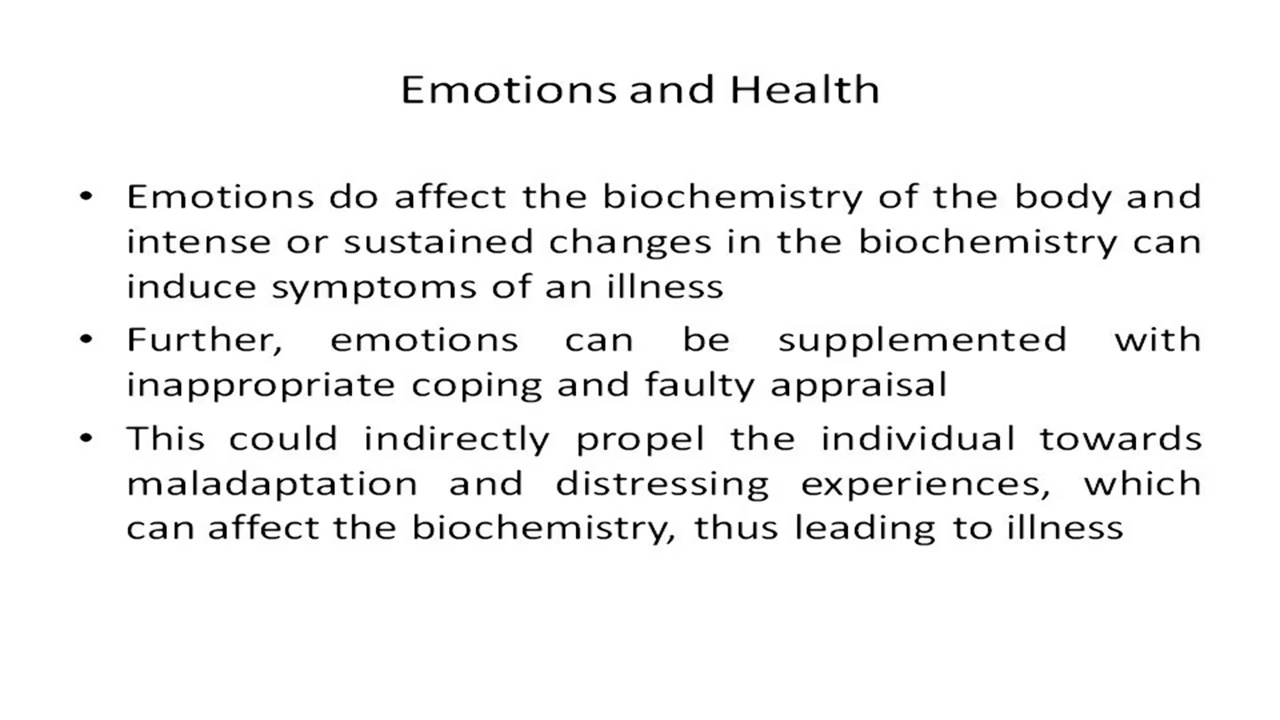 Emotions and Health
• Emotions do affect the biochemistry of the body and
intense or sustained changes in the biochemistry can
induce symptoms of an illness
• Further, emotions can be supplemented with
inappropriate coping and faulty appraisal
• This could indirectly propel the individual towards
maladaptation and distressing experiences, which
can affect the biochemistry, thus leading to illness